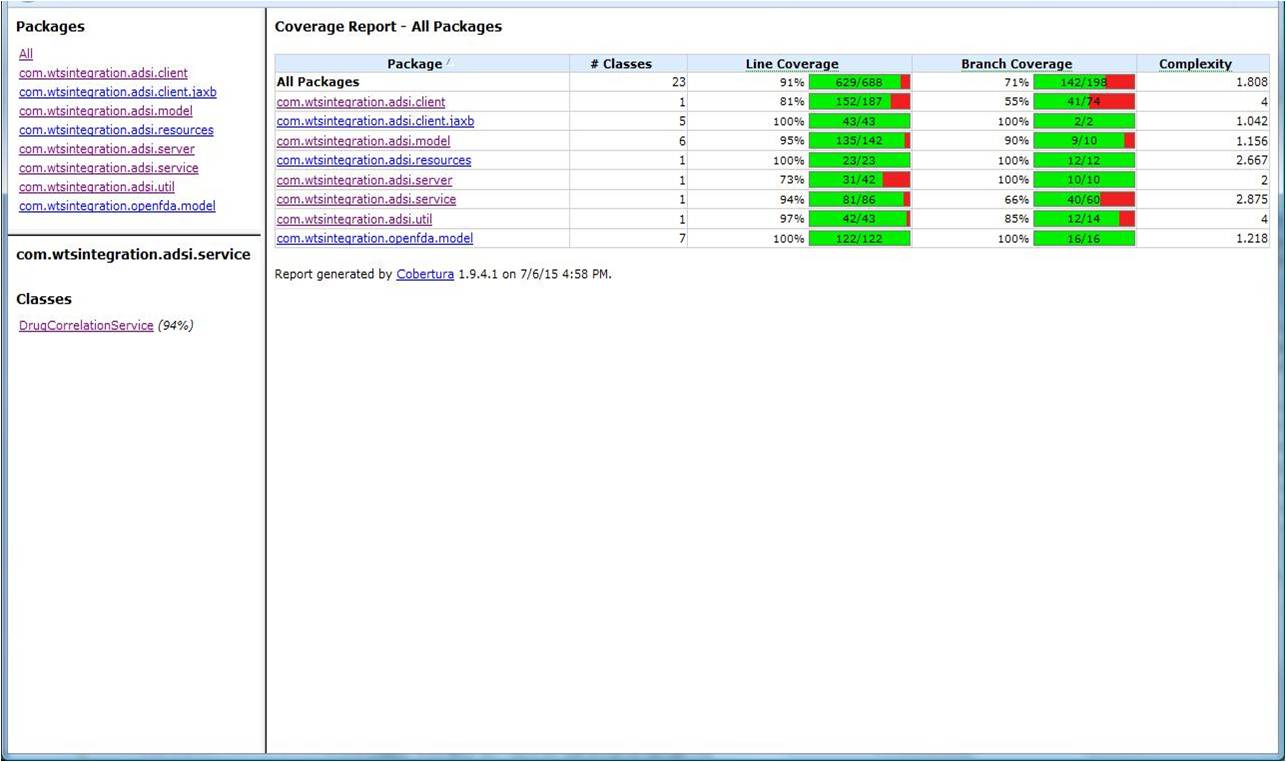 Packages
All
com.wtsintegration.adsi.client
com.wtsintegration.adsi.client.jaxb
com.wtsintegration.adsi.model
com.wtsintegration.adsi.resources
com.wtsintegration.adsi.server
com.wtsintegration.adsi.service
com.wtsintegration.adsi.util
com.wtsintegration.openfda.model
com.wtsintegration.adsi.service
Classes
DrugCorrelationService (94%)
Coverage Report - All Packages
Package / # Classes Line Coverage Branch Coverage Complexity
All Packages 23 91% 629/688 71% 142/198 1.808
com.wtsintegration.adsi.client 1 81% 152/187 55% 41/74 4
com.wtsintegration.adsi.client.jaxb 5 100% 43/43 100% 2/2 1.042
com.wtsintegration.adsi.model 6 95% 135/142 90% 9/10 1.156
com.wtsintegration.adsi.resources 1 100% 23/23 100% 12/12 2.667
com.wtsintegration.adsi.server 1 73% 31/42 100% 10/10 2
com.wtsintegration.adsi.service 1 94% 81/86 66% 40/60 2.875
com.wtsintegration.adsi.util 1 97% 42/43 85% 12/14 4
com.wtsintegration.openfda.model 7 100% 122/122 100% 16/16 1.218
Report generated by Cobertura 1.9.4.1 on 7/6/15 4:58 PM.